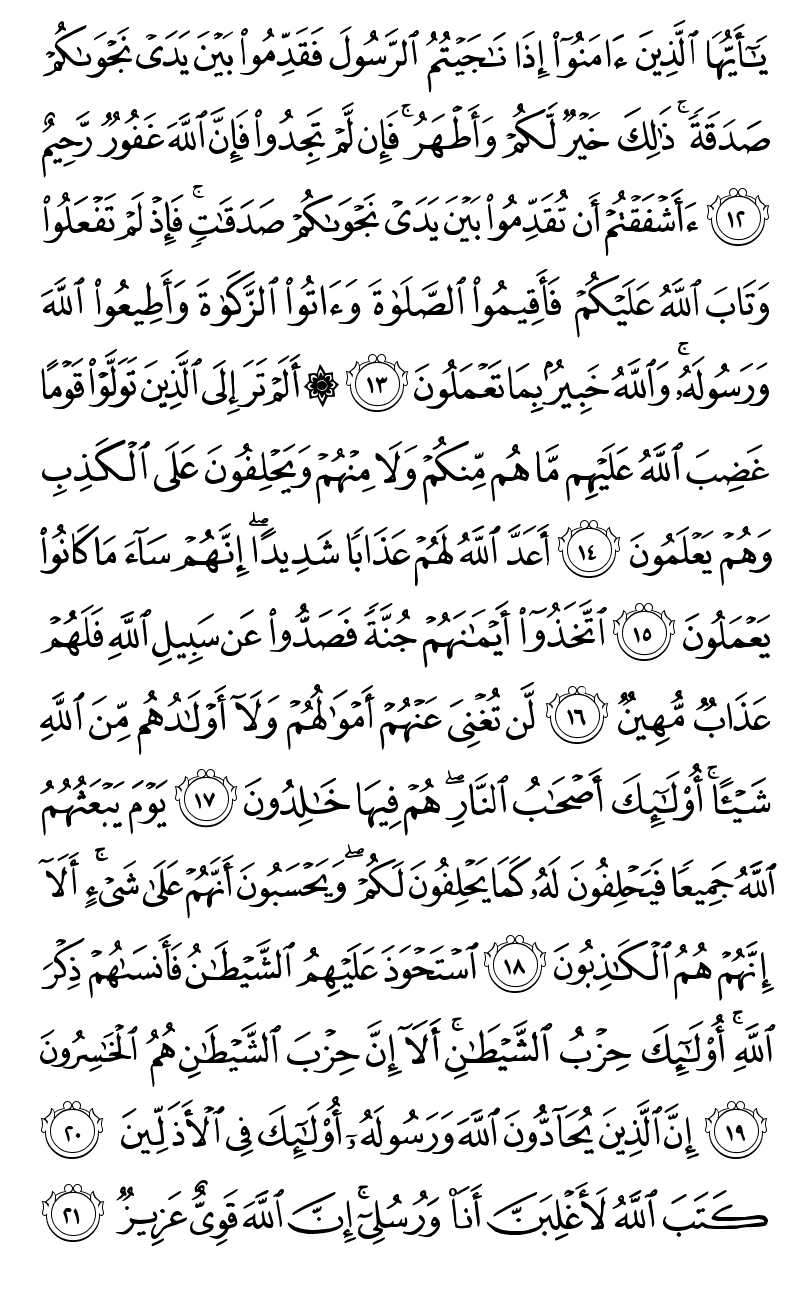 يَٰٓأَيُّهَا ٱلَّذِينَ ءَامَنُوٓا۟ إِذَا نَٰجَيْتُمُ ٱلرَّسُولَ فَقَدِّمُوا۟ بَيْنَ يَدَىْ نَجْوَىٰكُمْ
صَدَقَةً ۚ ذَٰلِكَ خَيْرٌ لَّكُمْ وَأَطْهَرُ ۚ فَإِن لَّمْ تَجِدُوا۟ فَإِنَّ ٱللَّهَ غَفُورٌ رَّحِيمٌ
١٢ ءَأَشْفَقْتُمْ أَن تُقَدِّمُوا۟ بَيْنَ يَدَىْ نَجْوَىٰكُمْ صَدَقَٰتٍ ۚ فَإِذْ لَمْ تَفْعَلُوا۟
وَتَابَ ٱللَّهُ عَلَيْكُمْ فَأَقِيمُوا۟ ٱلصَّلَوٰةَ وَءَاتُوا۟ ٱلزَّكَوٰةَ وَأَطِيعُوا۟ ٱللَّهَ
وَرَسُولَهُۥ ۚ وَٱللَّهُ خَبِيرٌۢ بِمَا تَعْمَلُونَ ١٣ ۞ أَلَمْ تَرَ إِلَى ٱلَّذِينَ تَوَلَّوْا۟ قَوْمًا
غَضِبَ ٱللَّهُ عَلَيْهِم مَّا هُم مِّنكُمْ وَلَا مِنْهُمْ وَيَحْلِفُونَ عَلَى ٱلْكَذِبِ
وَهُمْ يَعْلَمُونَ ١٤ أَعَدَّ ٱللَّهُ لَهُمْ عَذَابًا شَدِيدًا ۖ إِنَّهُمْ سَآءَ مَا كَانُوا۟
يَعْمَلُونَ ١٥ ٱتَّخَذُوٓا۟ أَيْمَٰنَهُمْ جُنَّةً فَصَدُّوا۟ عَن سَبِيلِ ٱللَّهِ فَلَهُمْ
عَذَابٌ مُّهِينٌ ١٦ لَّن تُغْنِىَ عَنْهُمْ أَمْوَٰلُهُمْ وَلَآ أَوْلَٰدُهُم مِّنَ ٱللَّهِ
شَيْـًٔا ۚ أُو۟لَٰٓئِكَ أَصْحَٰبُ ٱلنَّارِ ۖ هُمْ فِيهَا خَٰلِدُونَ ١٧ يَوْمَ يَبْعَثُهُمُ
ٱللَّهُ جَمِيعًا فَيَحْلِفُونَ لَهُۥ كَمَا يَحْلِفُونَ لَكُمْ ۖ وَيَحْسَبُونَ أَنَّهُمْ عَلَىٰ شَىْءٍ ۚ أَلَآ
إِنَّهُمْ هُمُ ٱلْكَٰذِبُونَ ١٨ ٱسْتَحْوَذَ عَلَيْهِمُ ٱلشَّيْطَٰنُ فَأَنسَىٰهُمْ ذِكْرَ
ٱللَّهِ ۚ أُو۟لَٰٓئِكَ حِزْبُ ٱلشَّيْطَٰنِ ۚ أَلَآ إِنَّ حِزْبَ ٱلشَّيْطَٰنِ هُمُ ٱلْخَٰسِرُونَ
١٩ إِنَّ ٱلَّذِينَ يُحَآدُّونَ ٱللَّهَ وَرَسُولَهُۥٓ أُو۟لَٰٓئِكَ فِى ٱلْأَذَلِّينَ ٢٠
كَتَبَ ٱللَّهُ لَأَغْلِبَنَّ أَنَا۠ وَرُسُلِىٓ ۚ إِنَّ ٱللَّهَ قَوِىٌّ عَزِيزٌ ٢١